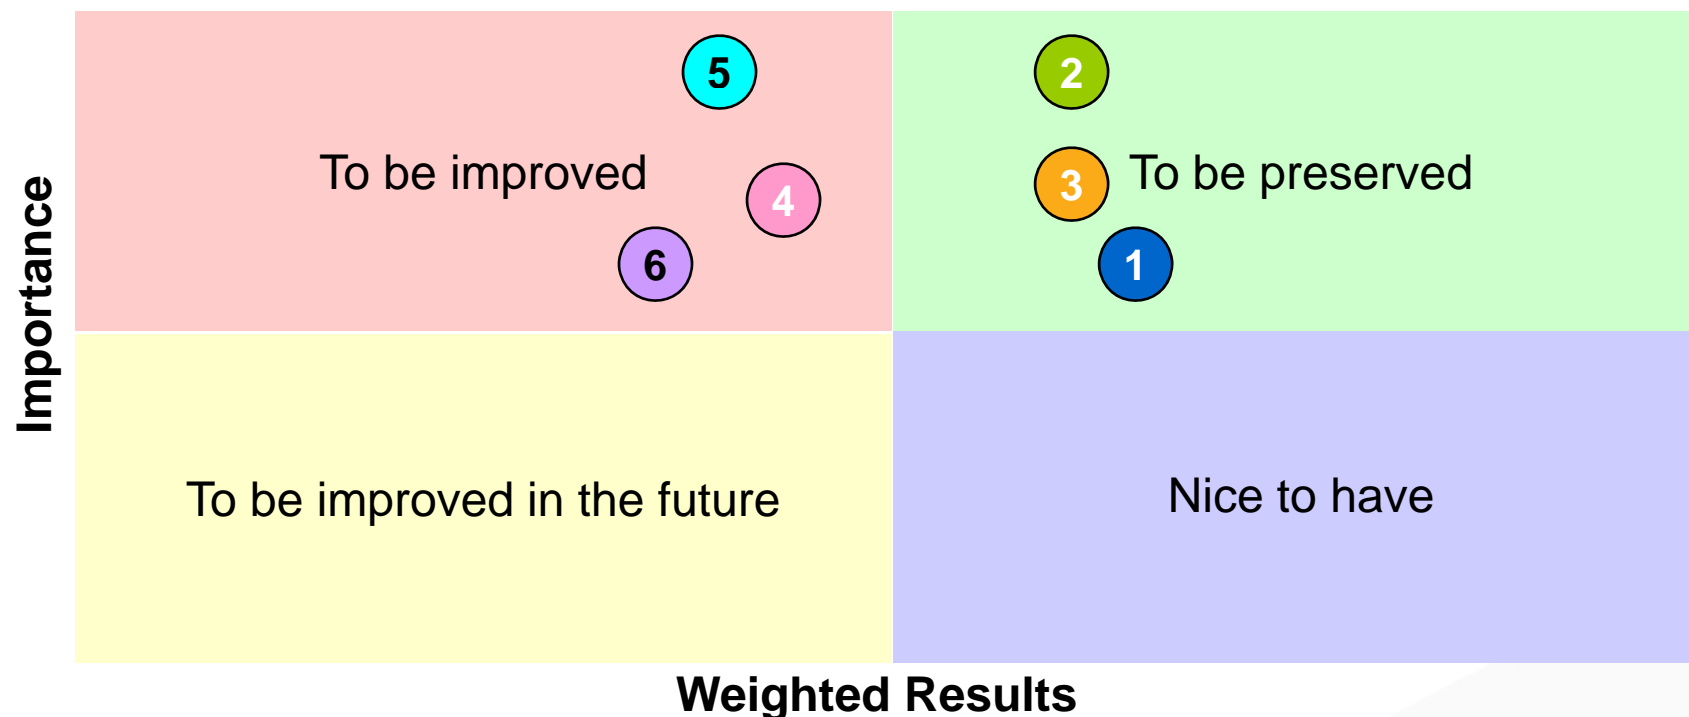 5
2
To be improved
4
3
To be preserved
6
1
Importance
To be improved in the future
Nice to have
Weighted Results